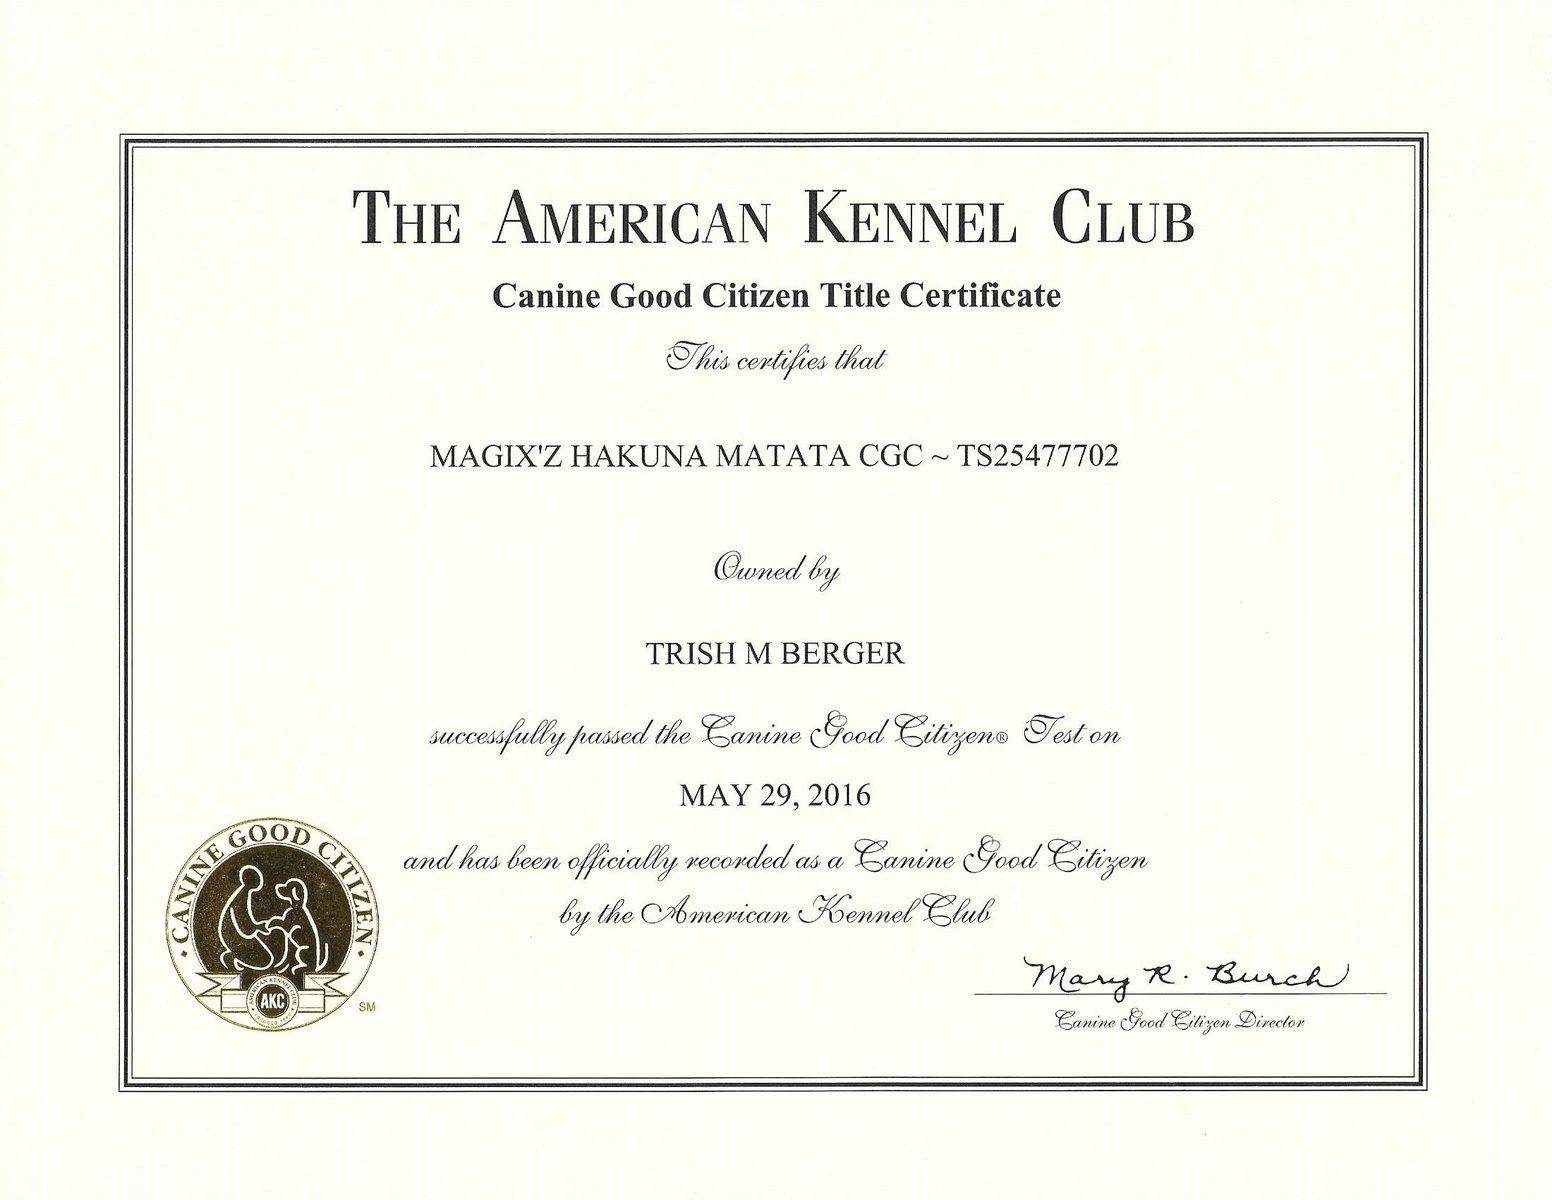 THE AMERICAN KENNEL CLUB
Canine Good Citizen Title Certificate
This certifies that
MAGIX'Z HAKUNA MATATA CGC ~ TS25477702
Owned by
TRISH M BERGER
successfully passed the Canine Good Citizen® Test on
MAY 29, 2016
and has been officially recorded as a Canine Good Citizen
by the American Kennel Club
· CANINE GOOD CITIZEN ·
AMERICAN KENNEL CLUB
AKC
SM
Mary R. Burch
Canine Good Citizen Director